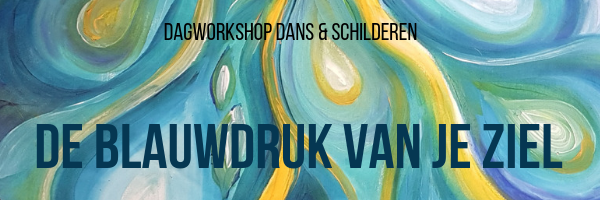 DAGWORKSHOP DANS & SCHILDEREN
DE BLAUWDRUK VAN JE ZIEL